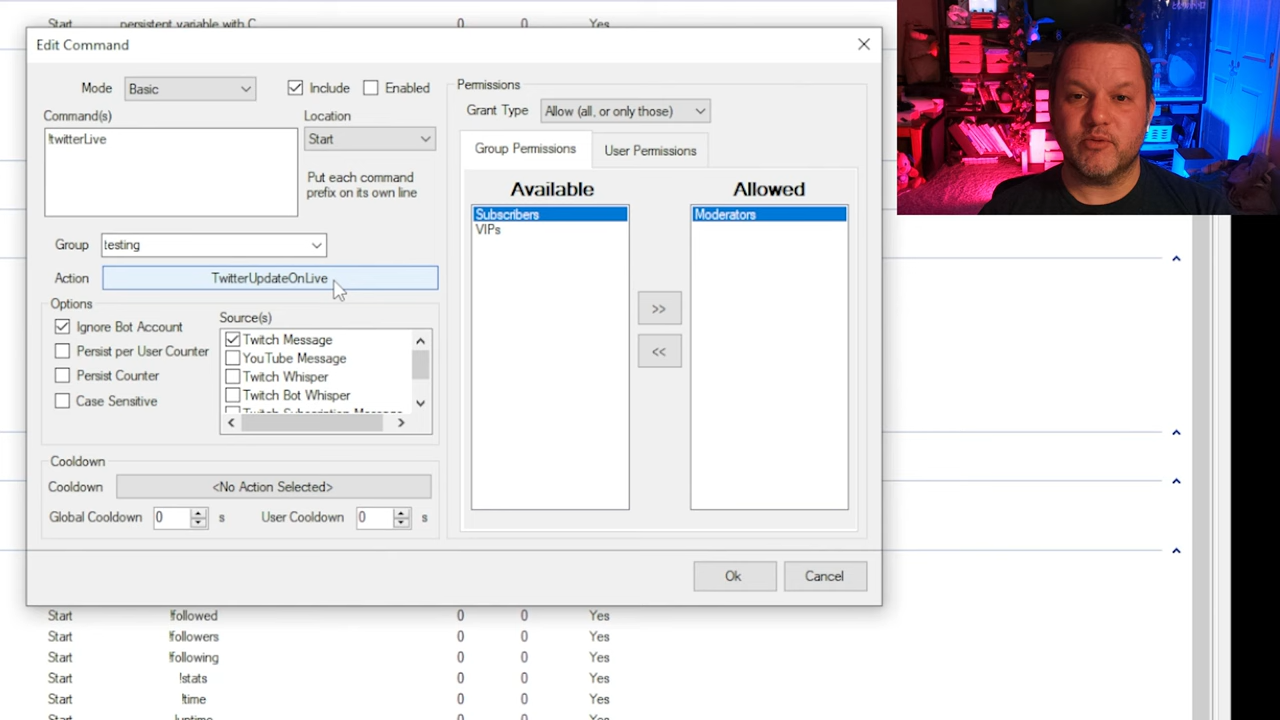 Start persistent variable with C 0 0 Yes
Edit Command
Mode Basic Include Enabled
Command(s) Location
!twitterLive Start
Put each command
prefix on its own line
Group testing
Action TwitterUpdateOnLive
Options
Ignore Bot Account
Persist per User Counter
Persist Counter
Case Sensitive
Source(s)
Twitch Message
YouTube Message
Twitch Whisper
Twitch Bot Whisper
Twitch Subscription Message
Cooldown
Cooldown <No Action Selected>
Global Cooldown 0 s User Cooldown 0 s
Permissions
Grant Type Allow (all, or only those)
Group Permissions User Permissions
Available Allowed
Subscribers Moderators
VIPs
>>
<<
Ok Cancel
Start !followed 0 0 Yes
Start !followers 0 0 Yes
Start !following 0 0 Yes
Start !stats 0 0 Yes
Start !time 0 0 Yes
Start !uptime 0 0 Yes